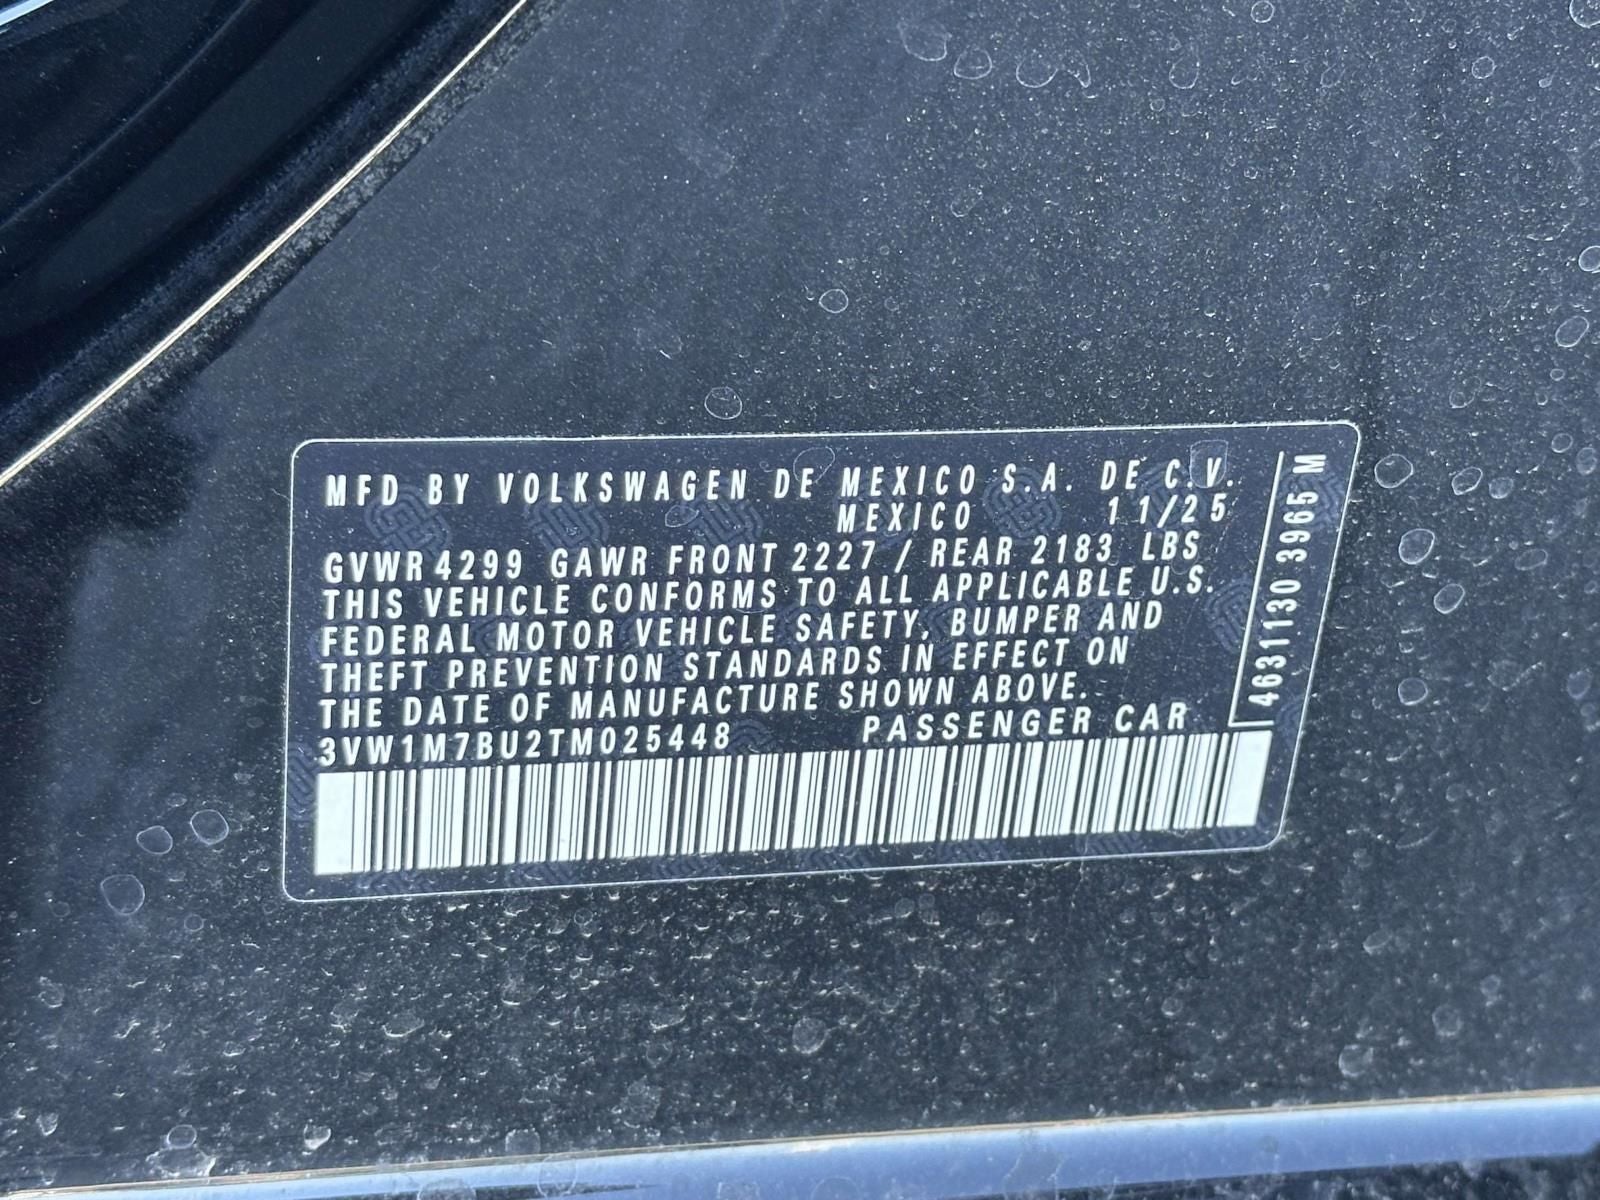 MFD BY VOLKSWAGEN DE MEXICO S.A. DE C.V.
MEXICO 11/25
GVWR 4299 GAWR FRONT 2227 / REAR 2183 LBS
THIS VEHICLE CONFORMS TO ALL APPLICABLE U.S.
FEDERAL MOTOR VEHICLE SAFETY, BUMPER AND
THEFT PREVENTION STANDARDS IN EFFECT ON
THE DATE OF MANUFACTURE SHOWN ABOVE.
3VW1M7BU2TM025448 PASSENGER CAR
4631130 3965 M